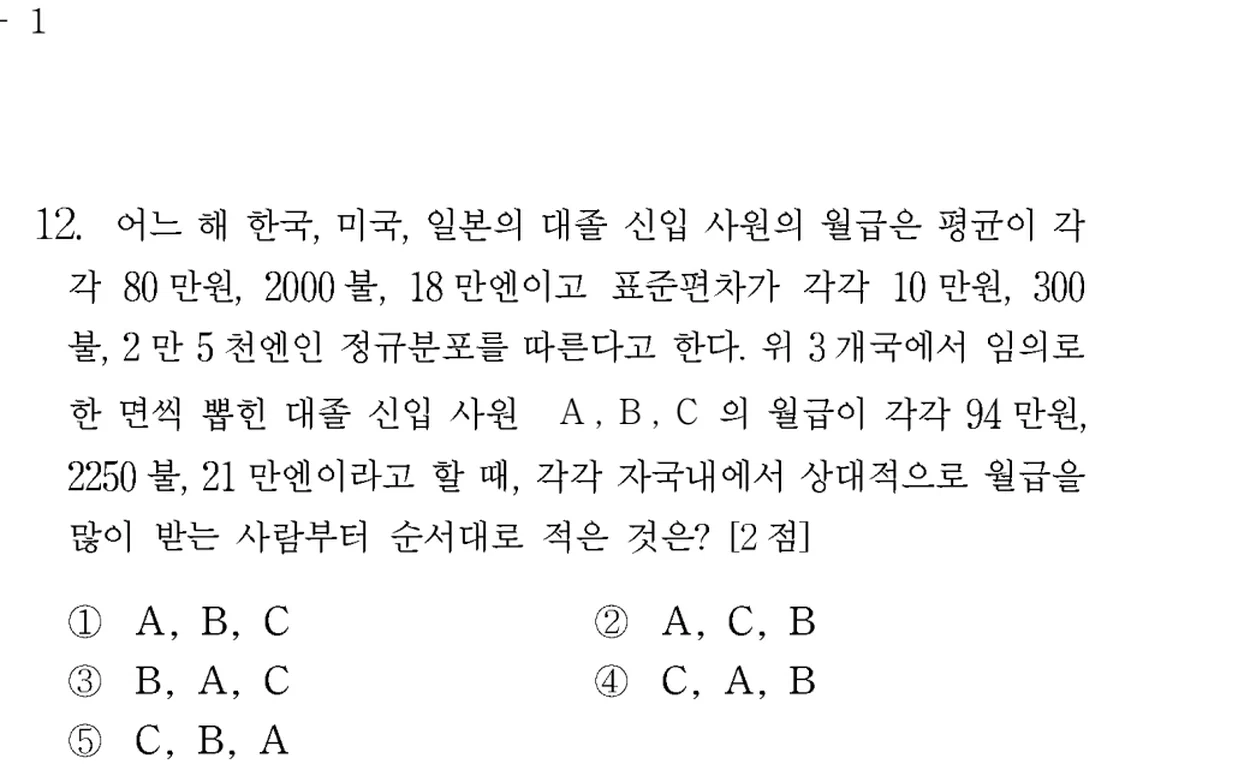 - 1
12. 어느 해 한국, 미국, 일본의 대졸 신입 사원의 월급은 평균이 각
각 80 만원, 2000 불, 18 만엔이고 표준편차가 각각 10 만원, 300
불, 2 만 5 천엔인 정규분포를 따른다고 한다. 위 3 개국에서 임의로
한 명씩 뽑힌 대졸 신입 사원 A , B , C 의 월급이 각각 94 만원,
2250 불, 21 만엔이라고 할 때, 각각 자국내에서 상대적으로 월급을
많이 받는 사람부터 순서대로 적은 것은? [2 점]
① A, B, C ② A, C, B
③ B, A, C ④ C, A, B
⑤ C, B, A